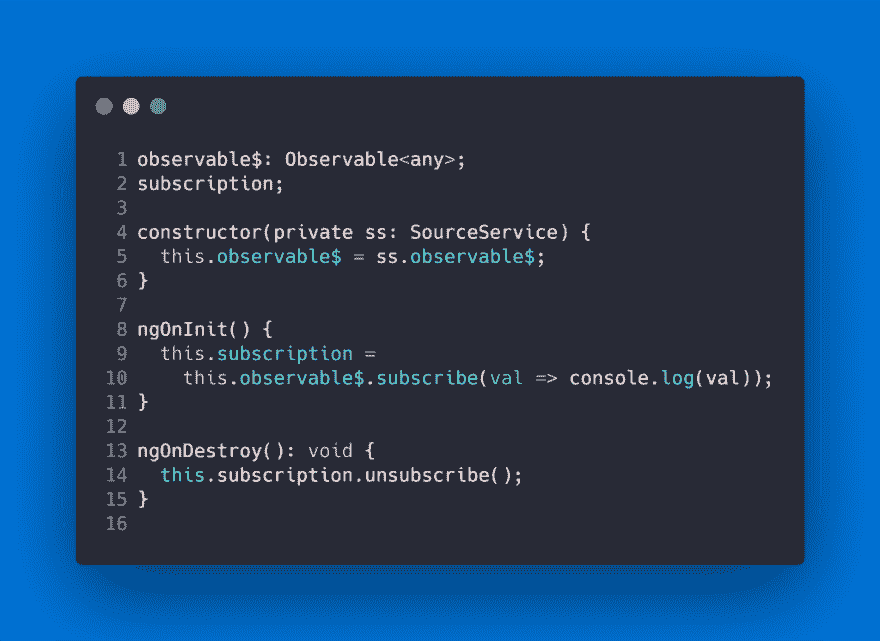 1 observable$: Observable<any>;
2 subscription;
3
4 constructor(private ss: SourceService) {
5   this.observable$ = ss.observable$;
6 }
7
8 ngOnInit() {
9   this.subscription =
10     this.observable$.subscribe(val => console.log(val));
11 }
12
13 ngOnDestroy(): void {
14   this.subscription.unsubscribe();
15 }
16